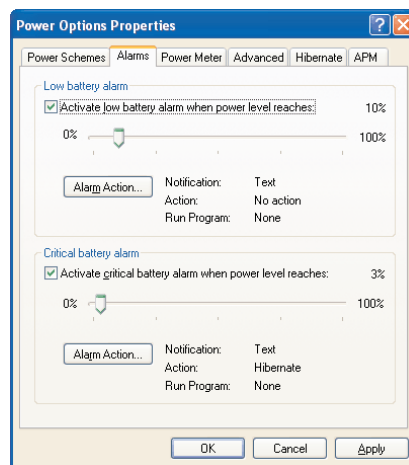 Power Options Properties
Power Schemes Alarms Power Meter Advanced Hibernate APM
Low battery alarm
Activate low battery alarm when power level reaches: 10%
0% 100%
Alarm Action... Notification: Text
Action: No action
Run Program: None
Critical battery alarm
Activate critical battery alarm when power level reaches: 3%
0% 100%
Alarm Action... Notification: Text
Action: Hibernate
Run Program: None
OK Cancel Apply